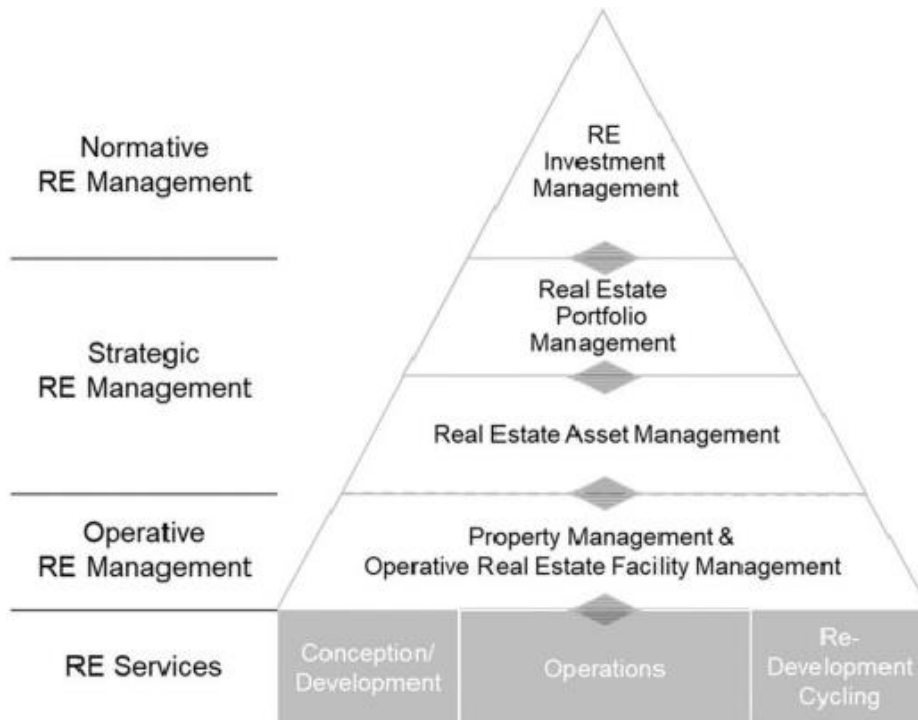 Normative
RE Management
RE
Investment
Management
Strategic
RE Management
Real Estate
Portfolio
Management
Real Estate Asset Management
Operative
RE Management
Property Management &
Operative Real Estate Facility Management
RE Services
Conception/
Development
Operations
Re-
Development
Cycling